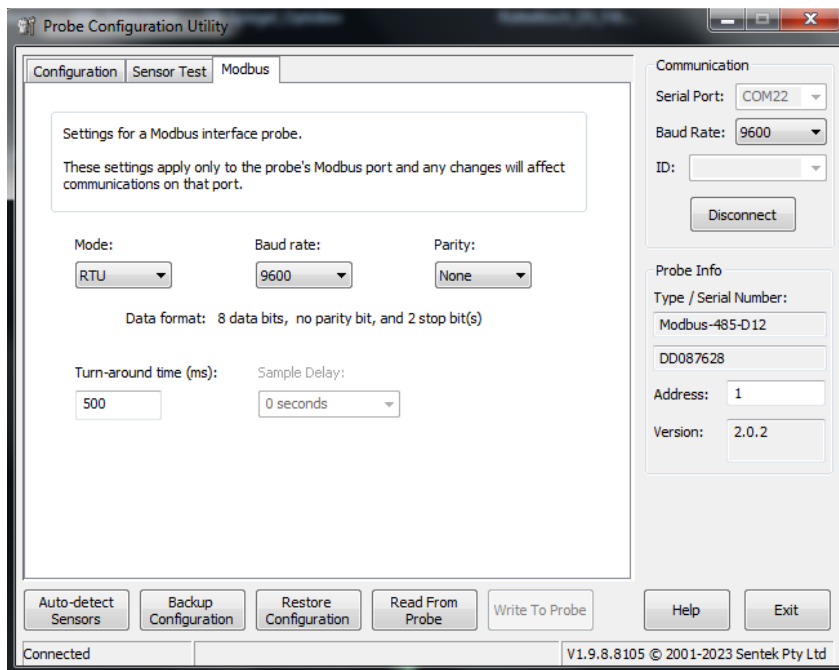 Probe Configuration Utility
Configuration Sensor Test Modbus
Settings for a Modbus interface probe.
These settings apply only to the probe's Modbus port and any changes will affect
communications on that port.
Mode: Baud rate: Parity:
RTU 9600 None
Data format: 8 data bits, no parity bit, and 2 stop bit(s)
Turn-around time (ms): Sample Delay:
500 0 seconds
Communication
Serial Port: COM22
Baud Rate: 9600
ID:
Disconnect
Probe Info
Type / Serial Number:
Modbus-485-D12
DD087628
Address: 1
Version: 2.0.2
Auto-detect
Sensors
Backup
Configuration
Restore
Configuration
Read From
Probe
Write To Probe
Help
Exit
Connected
V1.9.8.8105 © 2001-2023 Sentek Pty Ltd